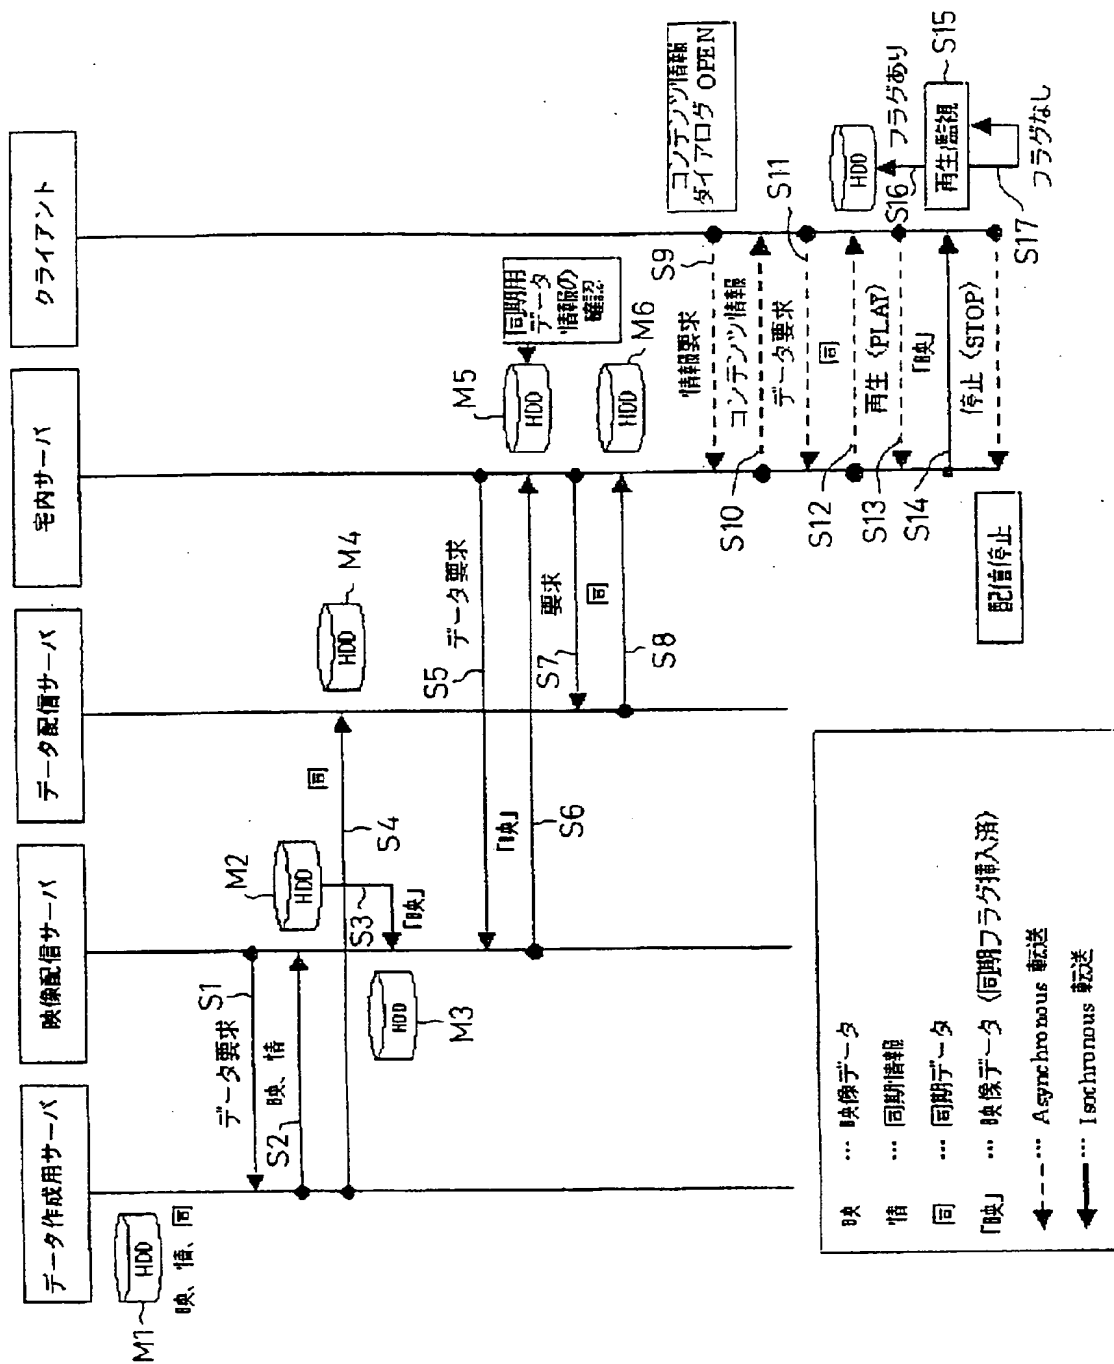 データ作成用サーバ
映像配信サーバ
データ配信サーバ
宅内サーバ
クライアント
M1
HDD
映、情、同
S1
データ要求
映、情
S2
M2
HDD
S3
「映」
同
S4
M4
HDD
HDD
M3
データ要求
S5
「映」
S6
M5
HDD
同期用
データ
情報の
確認
要求
S7
同
S8
M6
HDD
コンテンツ情報
ダイアログ OPEN
S9
情報要求
コンテンツ情報
S10
データ要求
S11
同
S12
再生〈PLAY〉
S13
「映」
S14
停止〈STOP〉
配信停止
HDD
S16
フラグあり
再生監視
S15
S17
フラグなし
映 … 映像データ
情 … 同期情報
同 … 同期データ
「映」 … 映像データ〈同期フラグ挿入済〉
… Asynchronous 転送
… Isochronous 転送